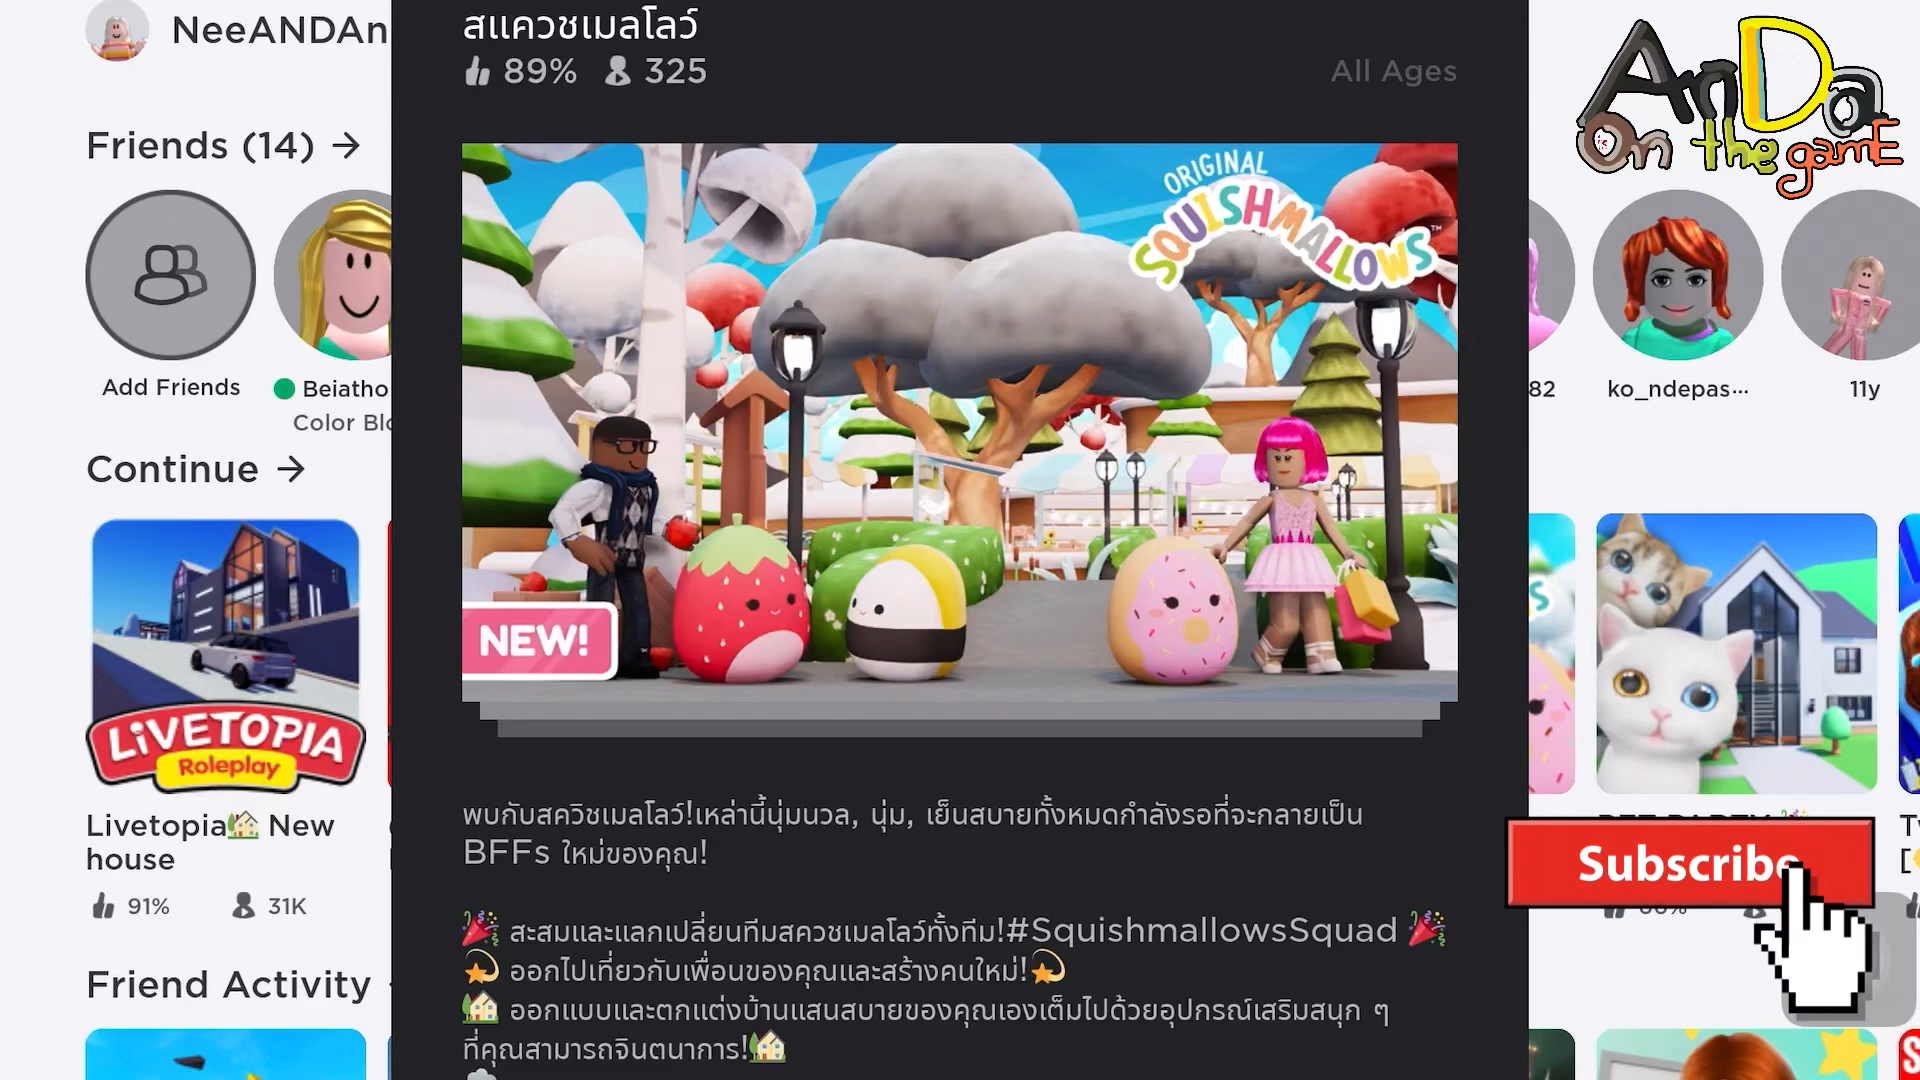 NeeANDAn
สแควชเมลโลว์
89% 325
All Ages
AnDa
On the gamE
Friends (14) →
Add Friends
Beiatho
Color Blo
82
ko_ndepas...
11y
Continue →
ORIGINAL
SQUISHMALLOWS™
NEW!
LiVETOPIA
Roleplay
Livetopia🏡 New
house
91% 31K
พบกับสควิชเมลโลว์!เหล่านี้นุ่มนวล, นุ่ม, เย็นสบายทั้งหมดกำลังรอที่จะกลายเป็น
BFFs ใหม่ของคุณ!
🎉 สะสมและแลกเปลี่ยนทีมสควชเมลโลว์ทั้งทีม!#SquishmallowsSquad 🎉
💫 ออกไปเที่ยวกับเพื่อนของคุณและสร้างคนใหม่!💫
🏡 ออกแบบและตกแต่งบ้านแสนสบายของคุณเองเต็มไปด้วยอุปกรณ์เสริมสนุก ๆ
ที่คุณสามารถจินตนาการ!🏡
Subscribe
Friend Activity